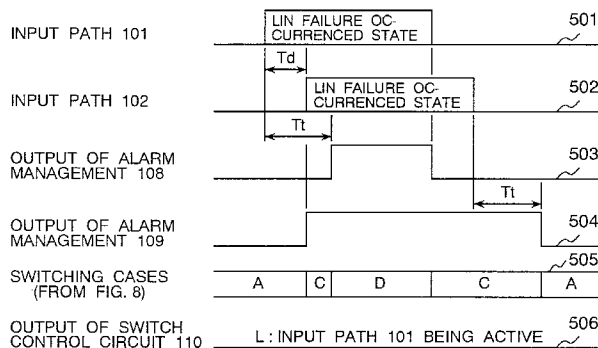 INPUT PATH 101
LIN FAILURE OC-
CURRENCED STATE
501
Td
INPUT PATH 102
LIN FAILURE OC-
CURRENCED STATE
502
Tt
OUTPUT OF ALARM
MANAGEMENT 108
503
Tt
OUTPUT OF ALARM
MANAGEMENT 109
504
505
SWITCHING CASES
(FROM FIG. 8)
A C D C A
OUTPUT OF SWITCH
CONTROL CIRCUIT 110
L : INPUT PATH 101 BEING ACTIVE
506